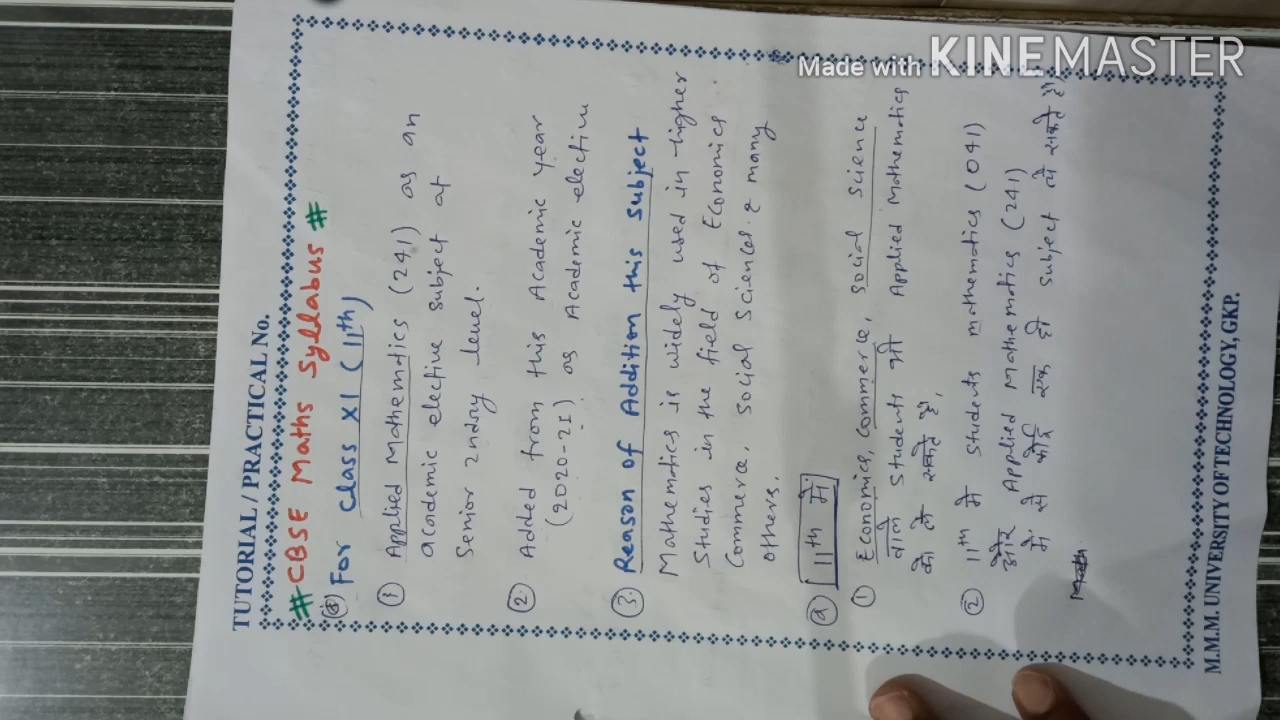 Made with KINEMASTER
TUTORIAL / PRACTICAL No.
# CBSE Maths Syllabus #
For Class XI (11th)
① Applied Mathematics (241) as an
academic elective subject at
Senior 2ndry level.
② Added from this Academic year
(2020-21) as Academic elective
③ Reason of Addition this subject
Mathematics is widely used in higher
Studies in the field of Economics
Commerce, Social Sciences & many
others.
ⓐ 11th में
① Economics, Commerce, Social Science
वाले Students भी Applied Mathematics
को ले सकते हैं,
② 11th में Students mathematics (041)
और Applied Mathematics (241)
में से कोई एक ही subject ले सकते हैं,
M.M.M. UNIVERSITY OF TECHNOLOGY, GKP.